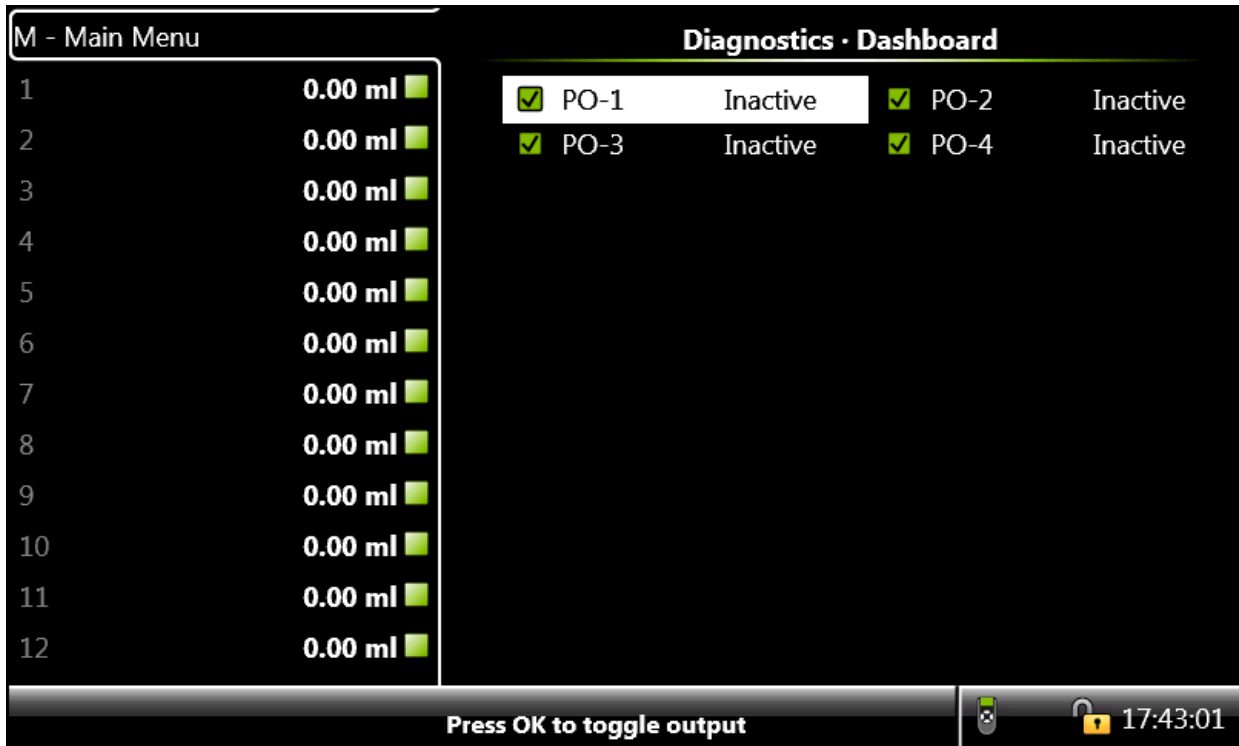 M - Main Menu
Diagnostics · Dashboard
1 0.00 ml
2 0.00 ml
3 0.00 ml
4 0.00 ml
5 0.00 ml
6 0.00 ml
7 0.00 ml
8 0.00 ml
9 0.00 ml
10 0.00 ml
11 0.00 ml
12 0.00 ml
PO-1 Inactive PO-2 Inactive
PO-3 Inactive PO-4 Inactive
Press OK to toggle output
17:43:01